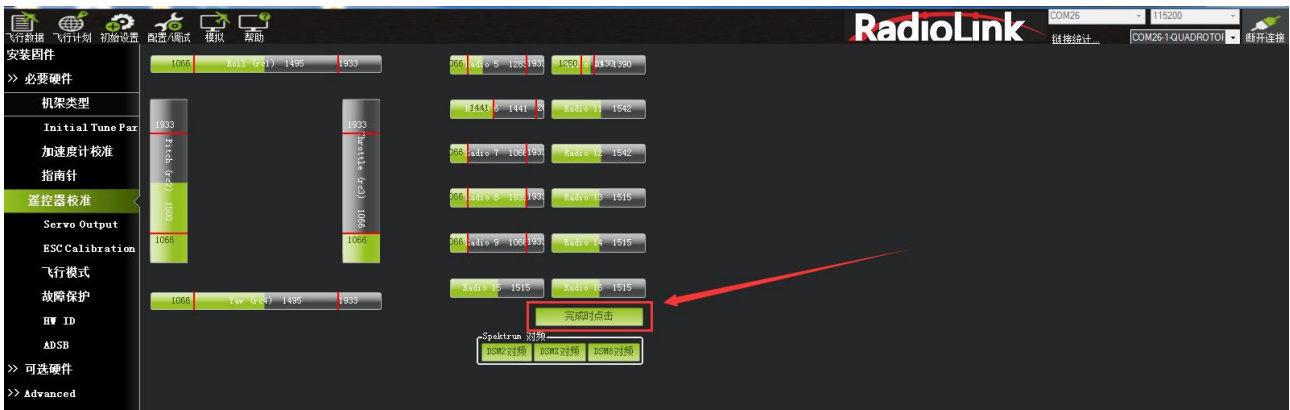 飞行数据 飞行计划 初始设置 配置/调试 模拟 帮助
RadioLink
COM26 115200
链接统计... COM26-1-QUADROTOR 断开连接
安装固件
>> 必要硬件
机架类型
Initial Tune Par
加速度计校准
指南针
遥控器校准
Servo Output
ESC Calibration
飞行模式
故障保护
HW ID
ADSB
>> 可选硬件
>> Advanced
1066 Roll (rc1) 1495 1933
1933
Pitch (rc2) 1500
1066
1933
Throttle (rc3) 1066
1066
1066 Yaw (rc4) 1495 1933
5 1390
1441 6 1441 Radio 11 1542
Radio 7 1066 Radio 12 1542
Radio 8 Radio 13 1515
Radio 9 1066 Radio 14 1515
Radio 15 1515 Radio 16 1515
完成时点击
Spektrum 对频
DSM2对频 DSMX对频 DSM8对频